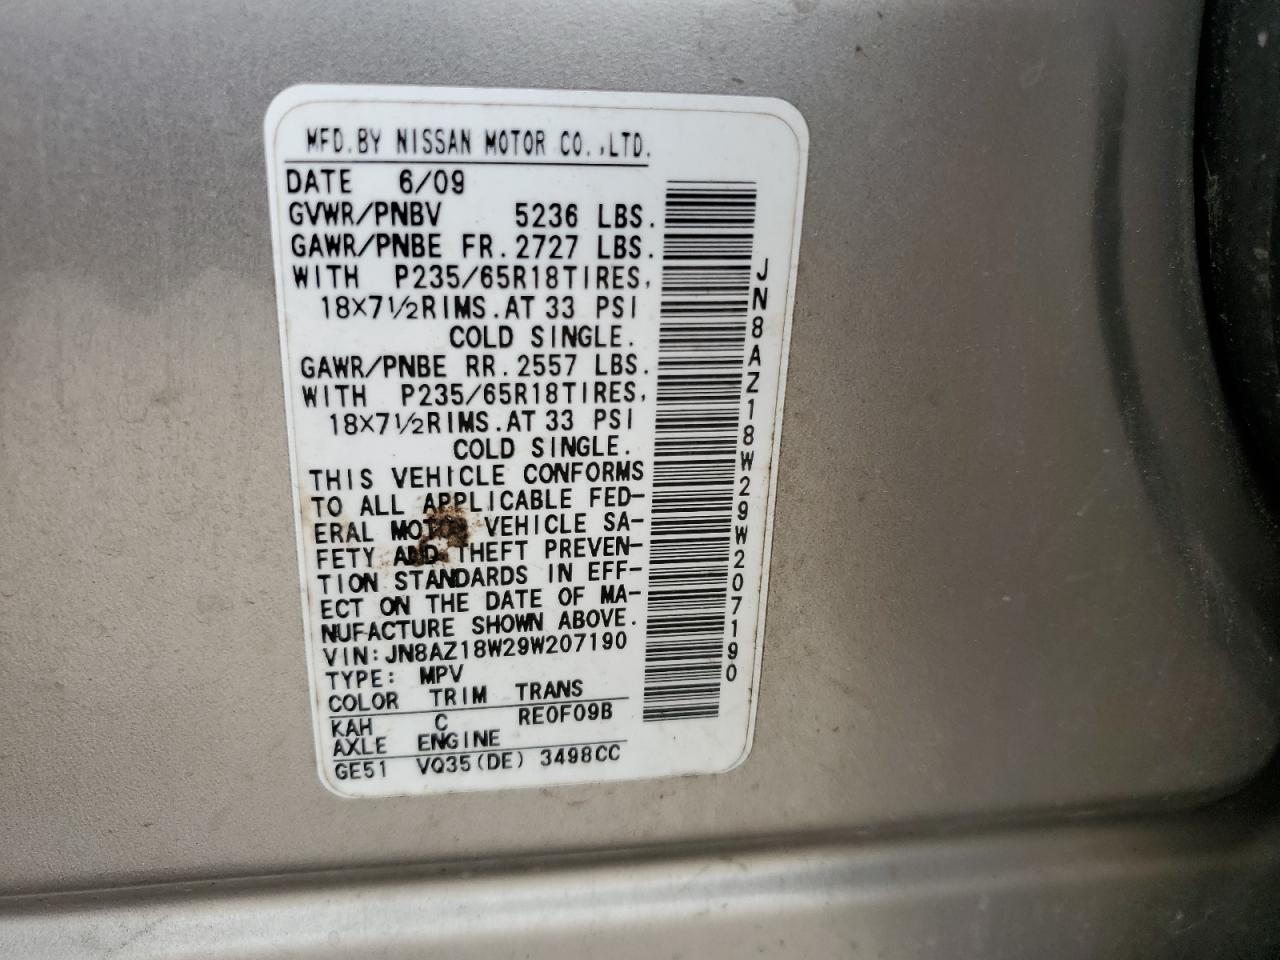 MFD.BY NISSAN MOTOR CO.,LTD.
DATE 6/09
GVWR/PNBV 5236 LBS.
GAWR/PNBE FR.2727 LBS.
WITH P235/65R18TIRES,
18×7½RIMS.AT 33 PSI
COLD SINGLE.
GAWR/PNBE RR.2557 LBS.
WITH P235/65R18TIRES,
18×7½RIMS.AT 33 PSI
COLD SINGLE.
THIS VEHICLE CONFORMS
TO ALL APPLICABLE FED-
ERAL MOTOR VEHICLE SA-
FETY AND THEFT PREVEN-
TION STANDARDS IN EFF-
ECT ON THE DATE OF MA-
NUFACTURE SHOWN ABOVE.
VIN:JN8AZ18W29W207190
TYPE: MPV
COLOR TRIM TRANS
KAH C RE0F09B
AXLE ENGINE
GE51 VQ35(DE) 3498CC
JN8AZ18W29W207190